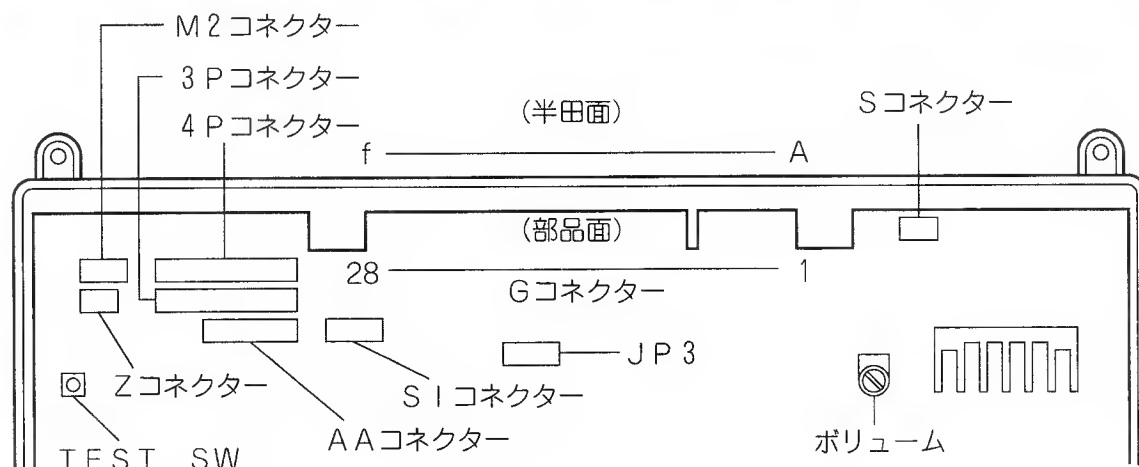 M2コネクター
3Pコネクター
4Pコネクター
(半田面)
Sコネクター
f
A
(部品面)
28
1
Gコネクター
JP3
Zコネクター
SIコネクター
AAコネクター
ボリューム
TEST SW